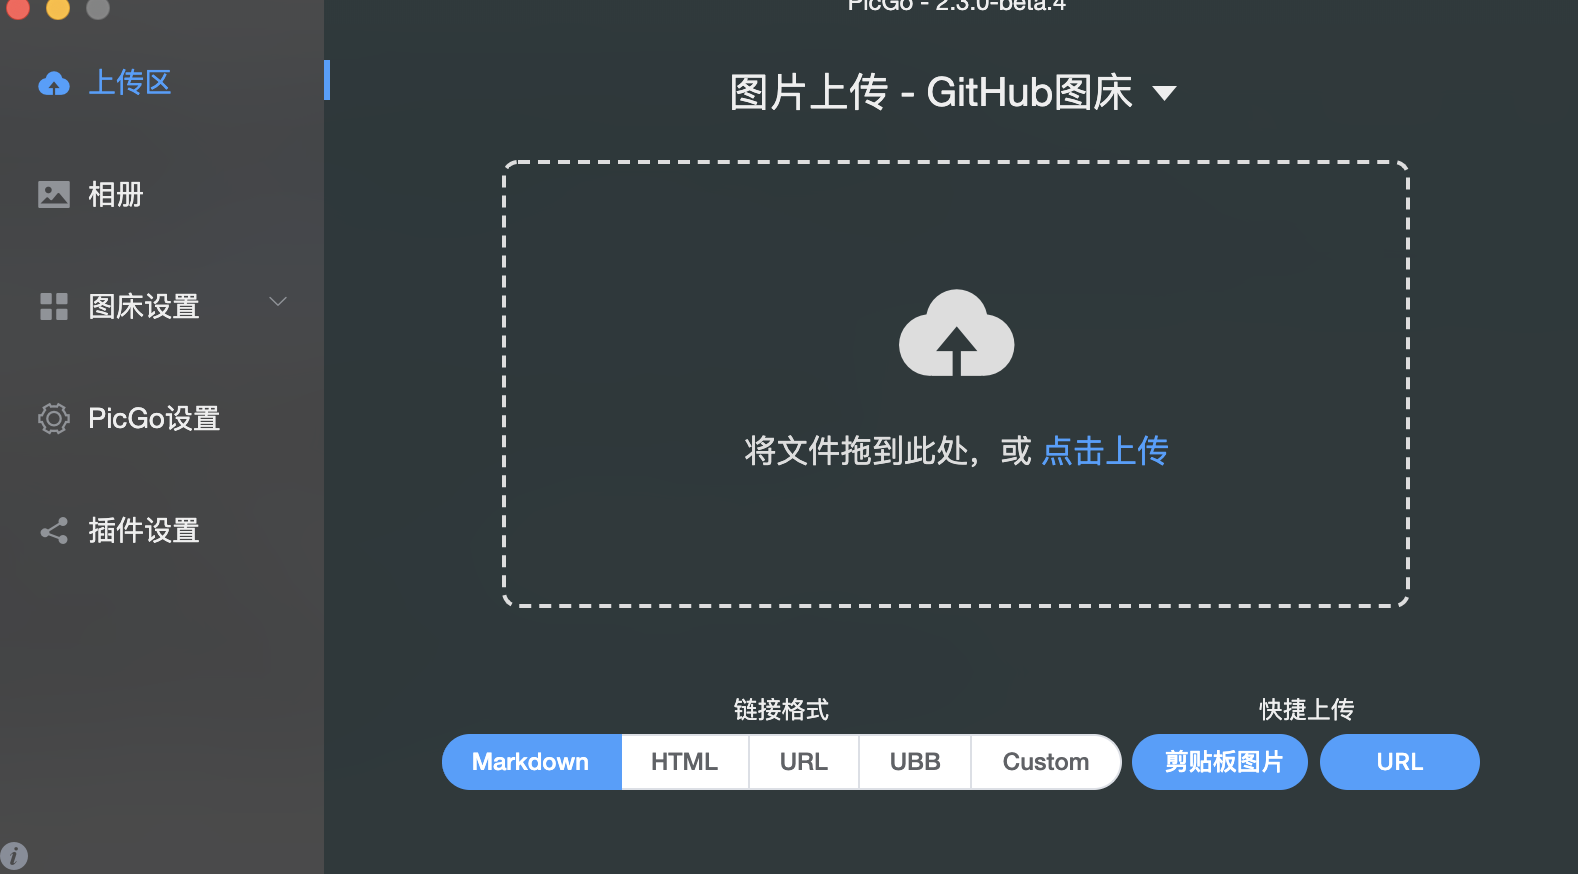 PicGo - 2.3.0-beta.4
上传区
相册
图床设置
PicGo设置
插件设置
图片上传 - GitHub图床
将文件拖到此处，或 点击上传
链接格式
快捷上传
Markdown HTML URL UBB Custom 剪贴板图片 URL
i